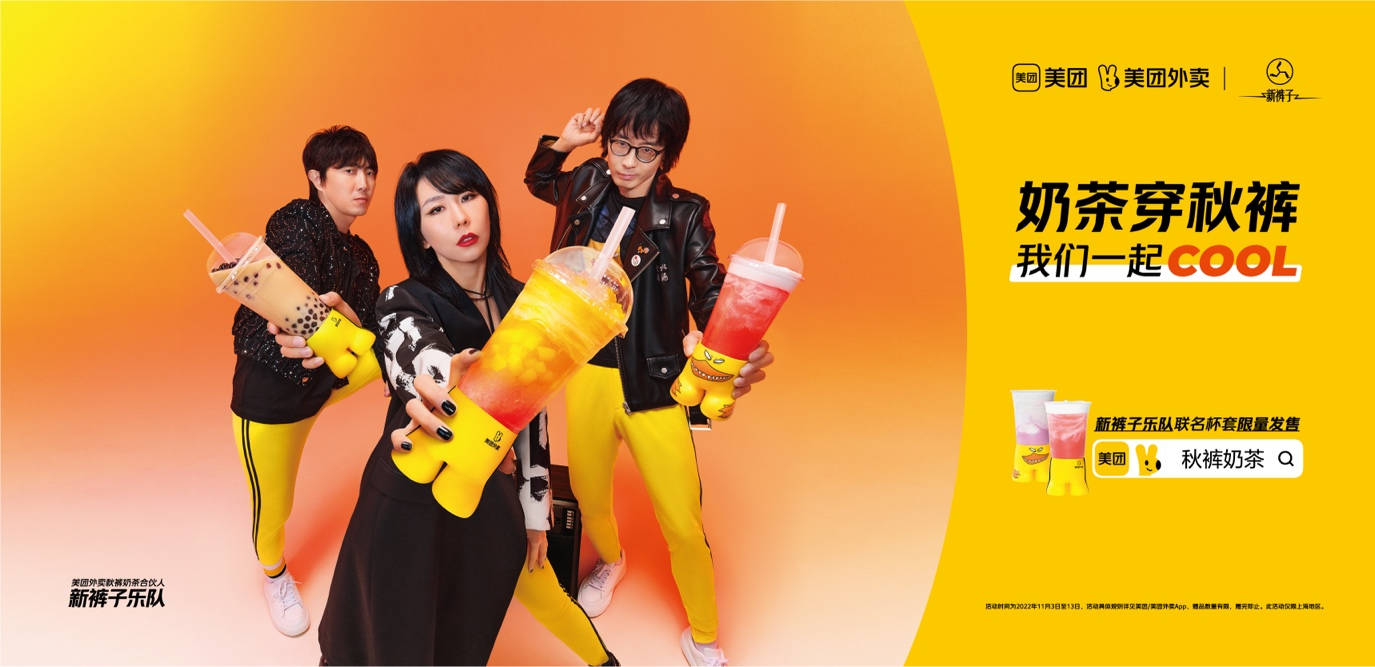 美团 美团 美团外卖 新裤子
奶茶穿秋裤
我们一起COOL
新裤子乐队联名杯套限量发售
美团 秋裤奶茶
美团外卖
美团外卖秋裤奶茶合伙人
新裤子乐队
活动时间为2022年11月3日至13日,活动具体规则详见美团/美团外卖App,赠品数量有限,赠完即止。此活动仅限上海地区。